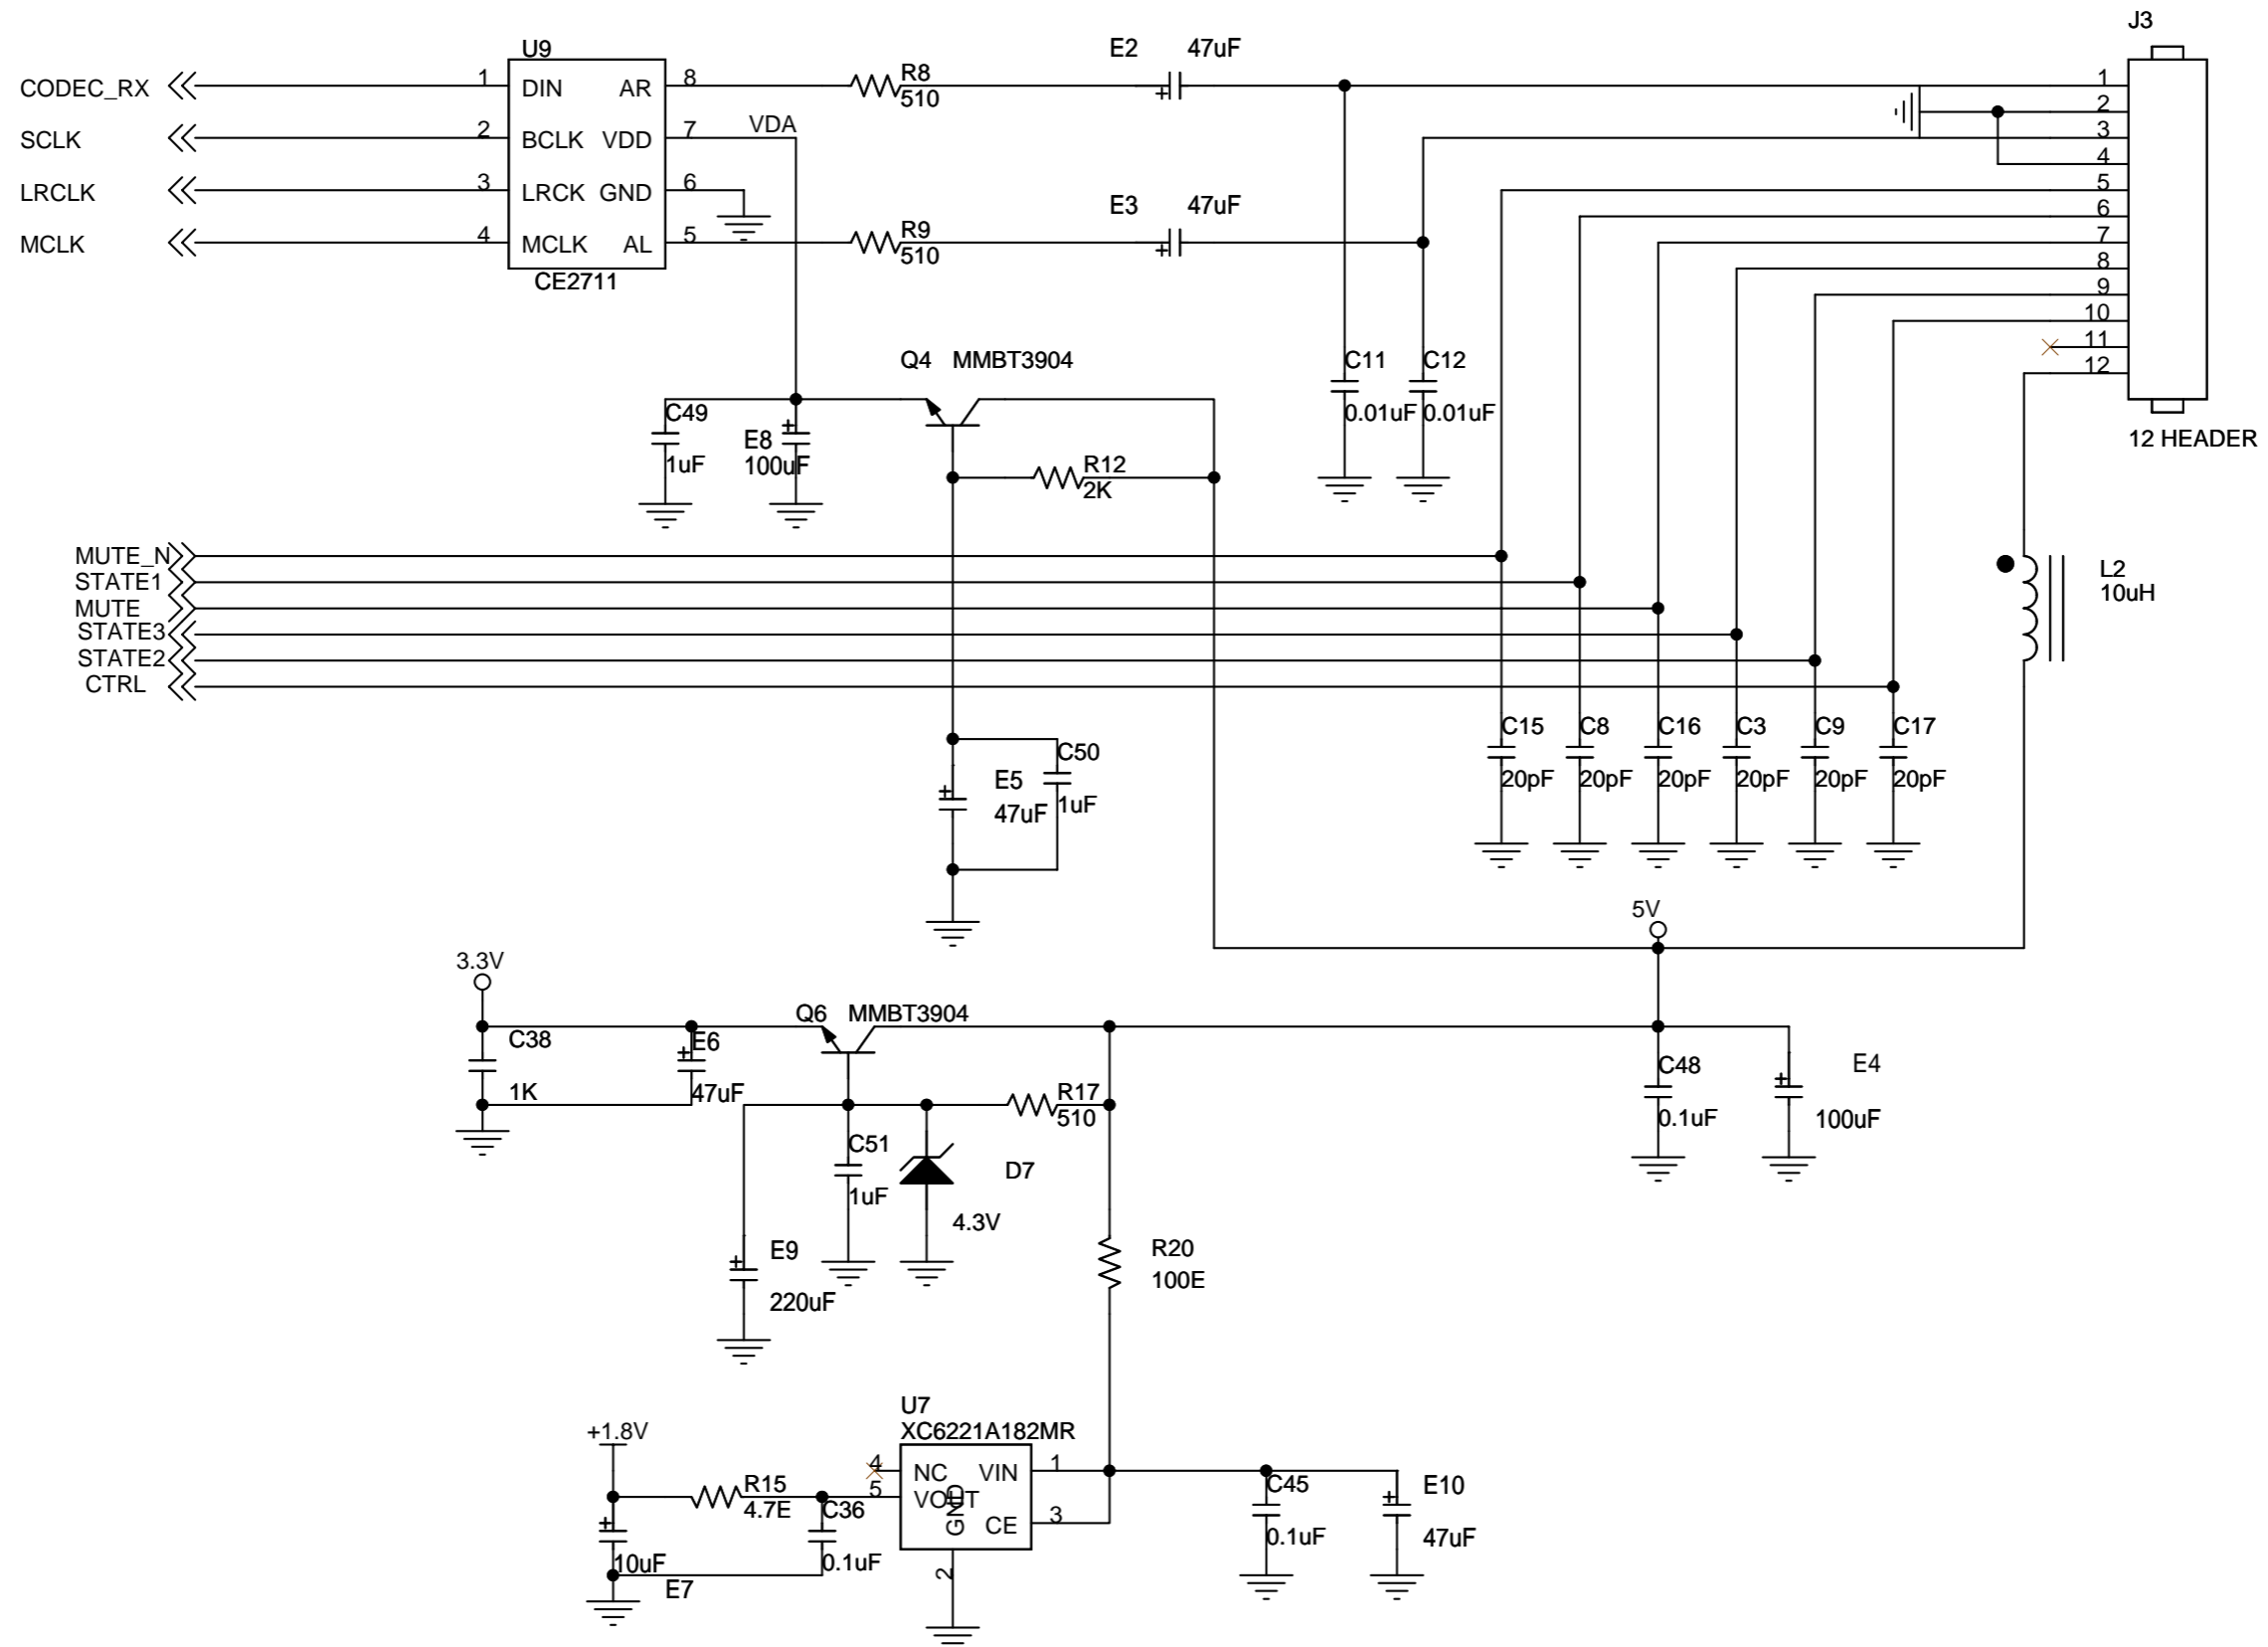 J3
U9
E2 47uF
CODEC_RX 1 DIN AR 8 R8 1
510 2
SCLK 2 BCLK VDD 7 VDA 3
4
LRCLK 3 LRCK GND 6 5
E3 47uF 6
MCLK 4 MCLK AL 5 R9 7
510 8
CE2711 9
10
11
12
Q4 MMBT3904
C11 C12
0.01uF 0.01uF
C49
1uF
E8
100uF
12 HEADER
R12
2K
MUTE_N
STATE1
MUTE
STATE3
STATE2
CTRL
L2
10uH
C15 C8 C16 C3 C9 C17
20pF 20pF 20pF 20pF 20pF 20pF
C50
1uF
E5
47uF
5V
3.3V
Q6 MMBT3904
C38
1K
E6
47uF
C48
0.1uF
E4
100uF
R17
510
C51
1uF
D7
4.3V
E9
220uF
R20
100E
U7
XC6221A182MR
+1.8V
4 NC VIN 1
5 VOUT
GND
CE 3
2
R15
4.7E
C36
0.1uF
10uF
E7
C45
0.1uF
E10
47uF